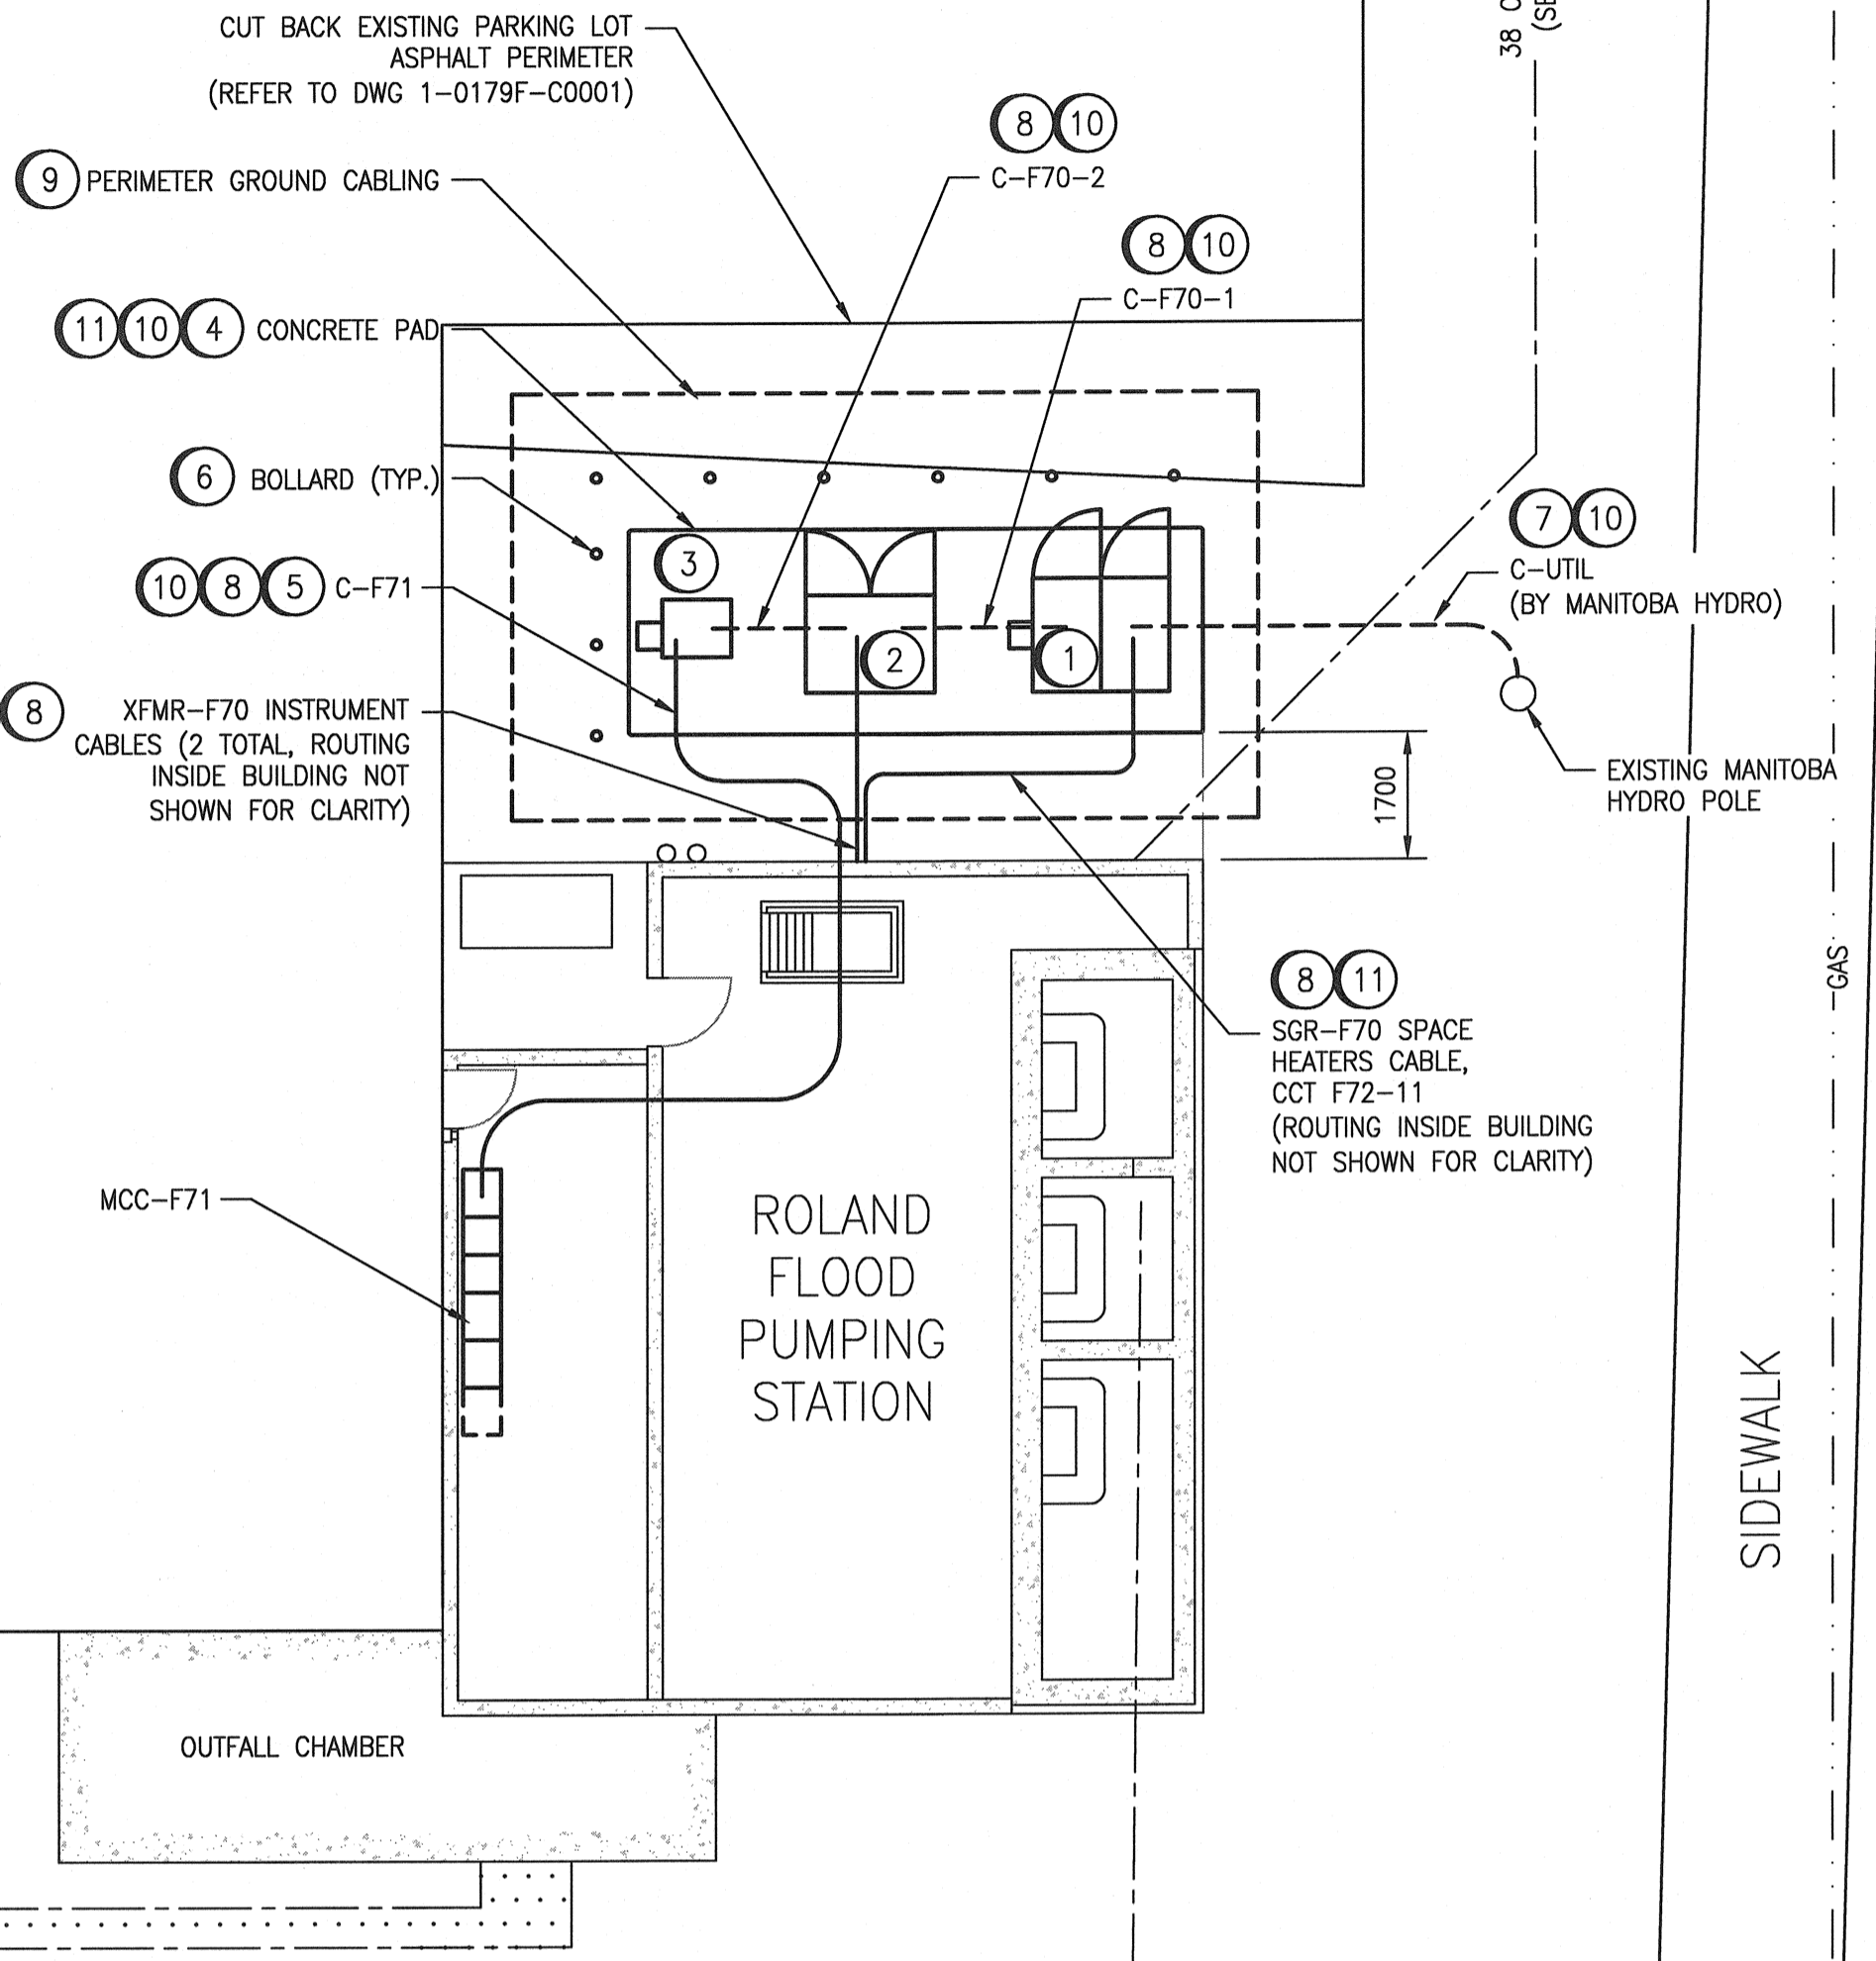 CUT BACK EXISTING PARKING LOT
ASPHALT PERIMETER
(REFER TO DWG 1-0179F-C0001)
38
8 10
C-F70-2
9 PERIMETER GROUND CABLING
8 10
C-F70-1
11 10 4 CONCRETE PAD
6 BOLLARD (TYP.)
7 10
C-UTIL
(BY MANITOBA HYDRO)
3
10 8 5 C-F71
2
1
8 XFMR-F70 INSTRUMENT
CABLES (2 TOTAL, ROUTING
INSIDE BUILDING NOT
SHOWN FOR CLARITY)
1700
EXISTING MANITOBA
HYDRO POLE
GAS
8 11
SGR-F70 SPACE
HEATERS CABLE,
CCT F72-11
(ROUTING INSIDE BUILDING
NOT SHOWN FOR CLARITY)
MCC-F71
ROLAND
FLOOD
PUMPING
STATION
SIDEWALK
OUTFALL CHAMBER